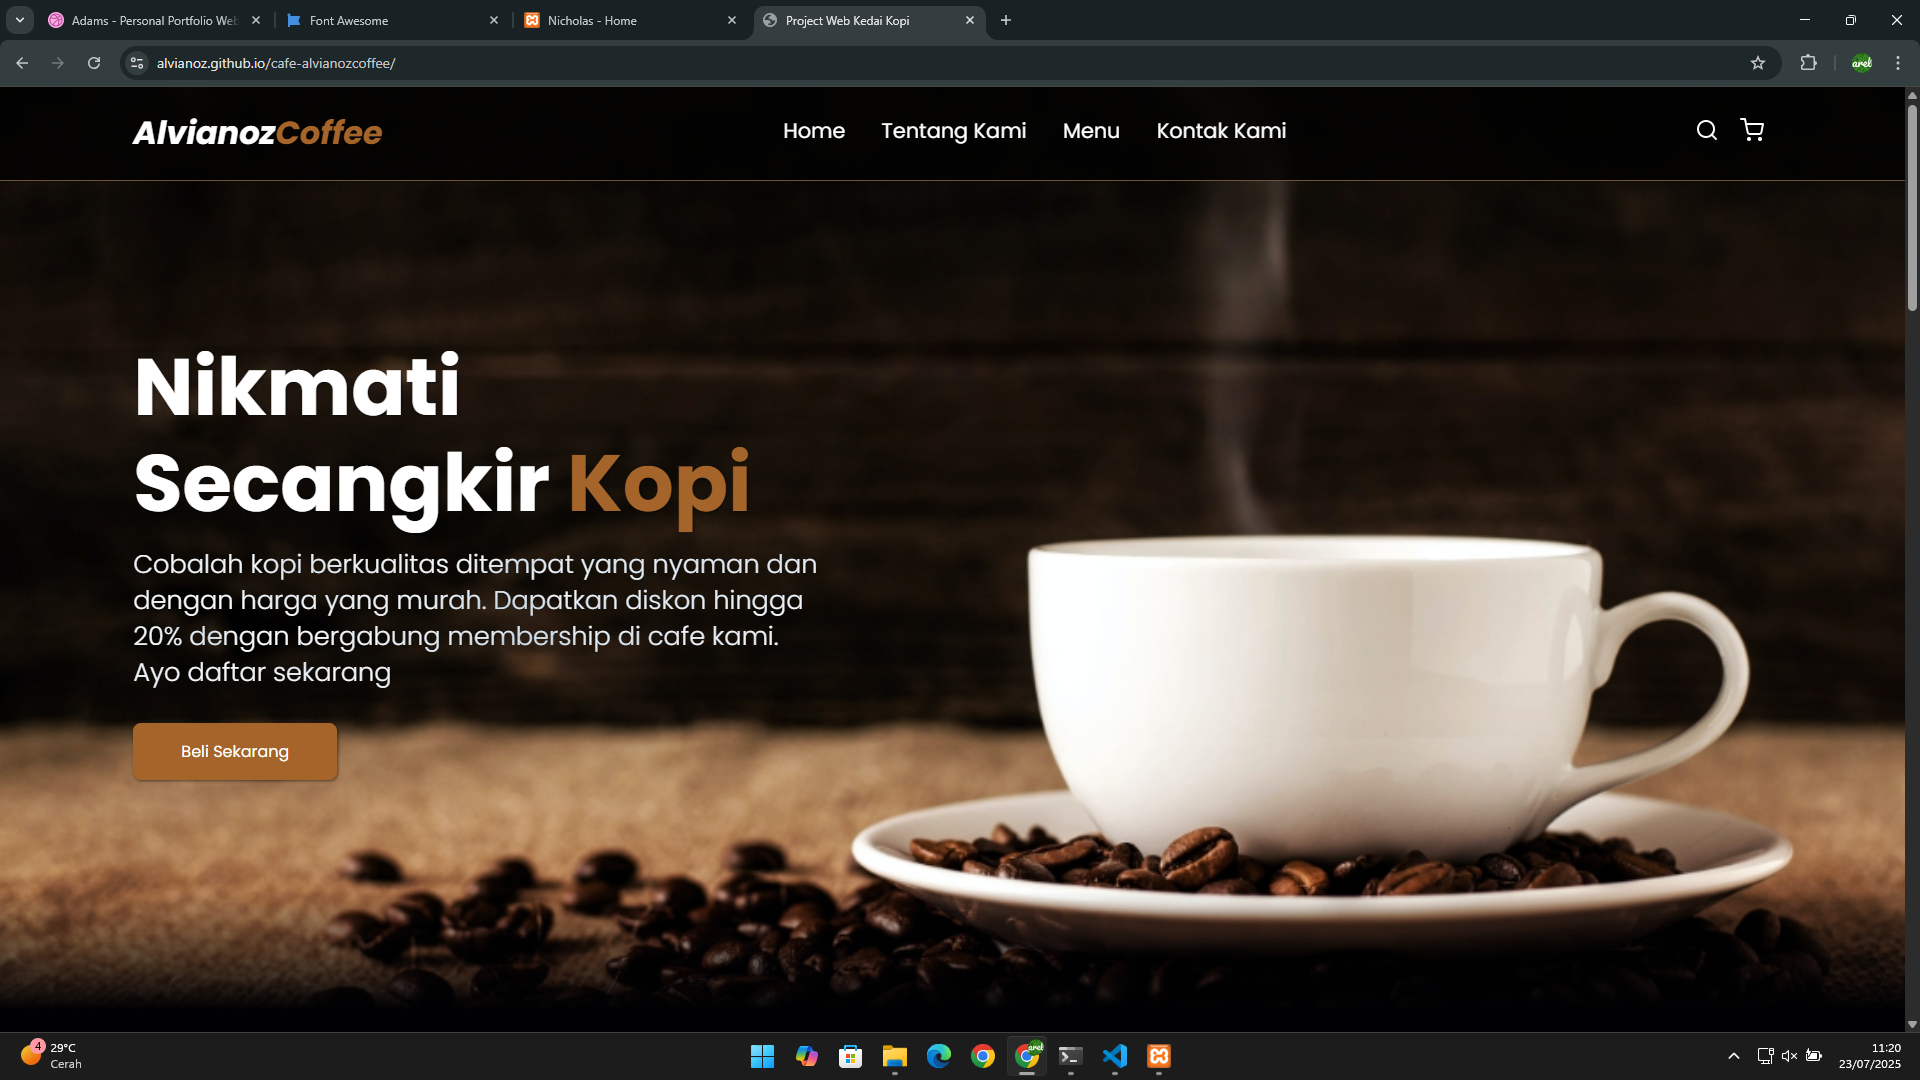 Adams - Personal Portfolio Web
Font Awesome
Nicholas - Home
Project Web Kedai Kopi
alvianoz.github.io/cafe-alvianozcoffee/
arel
AlvianozCoffee
Home
Tentang Kami
Menu
Kontak Kami
Nikmati
Secangkir Kopi
Cobalah kopi berkualitas ditempat yang nyaman dan
dengan harga yang murah. Dapatkan diskon hingga
20% dengan bergabung membership di cafe kami.
Ayo daftar sekarang
Beli Sekarang
4
29°C
Cerah
arel
11:20
23/07/2025